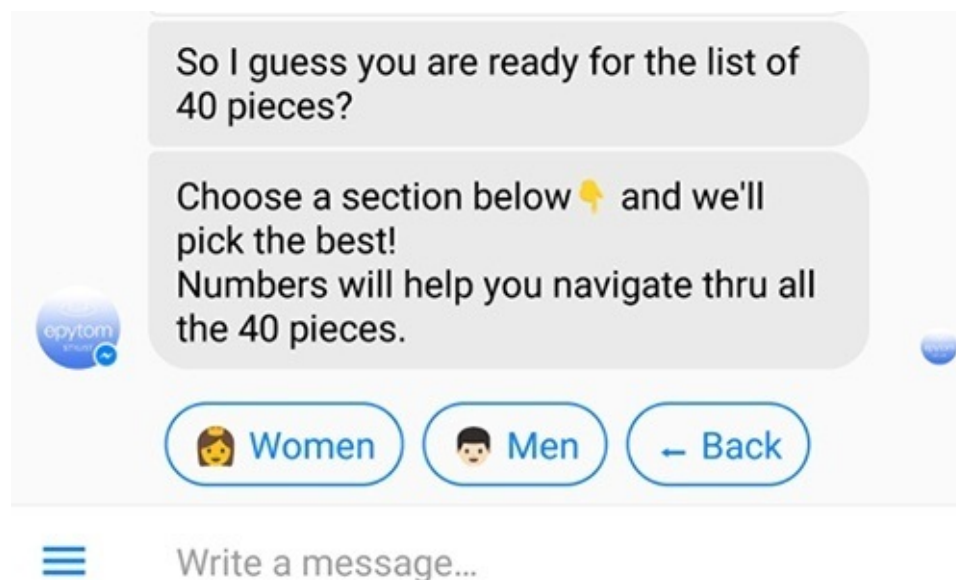 So I guess you are ready for the list of
40 pieces?
Choose a section below👇 and we'll
pick the best!
Numbers will help you navigate thru all
the 40 pieces.
epytom
👸 Women
👨🏻 Men
← Back
Write a message...